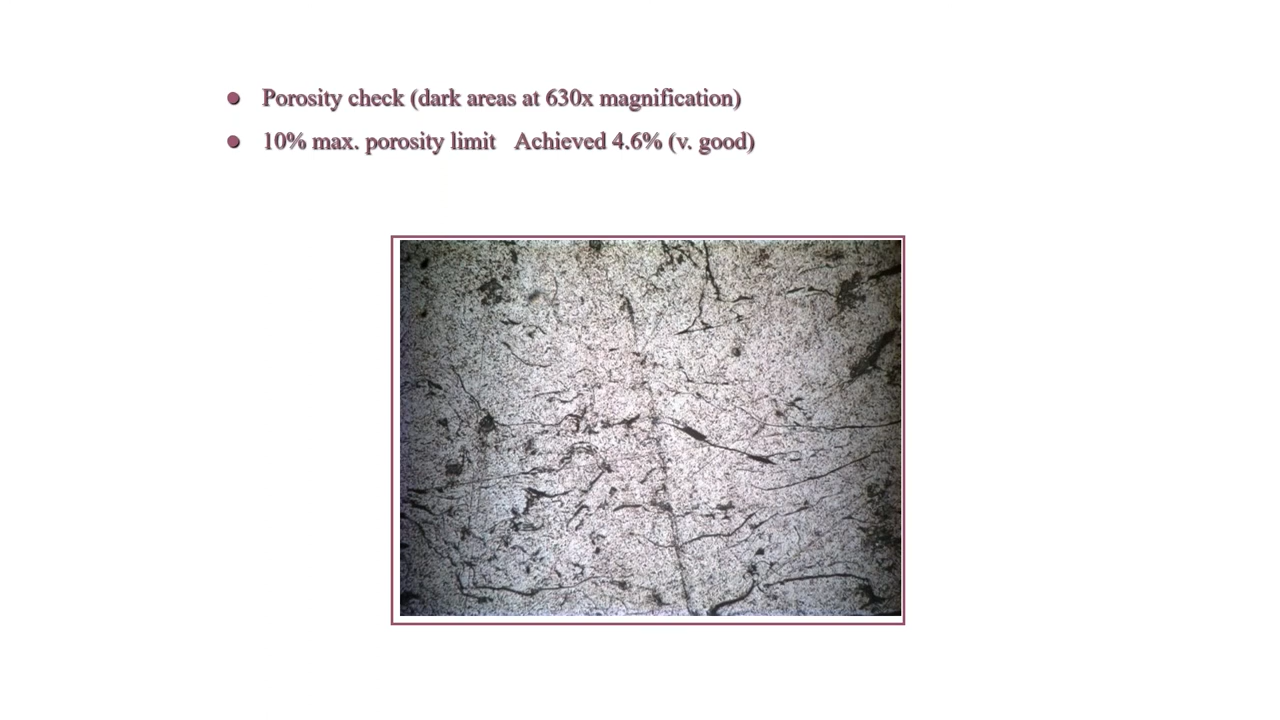 Porosity check (dark areas at 630x magnification)
10% max. porosity limit   Achieved 4.6% (v. good)